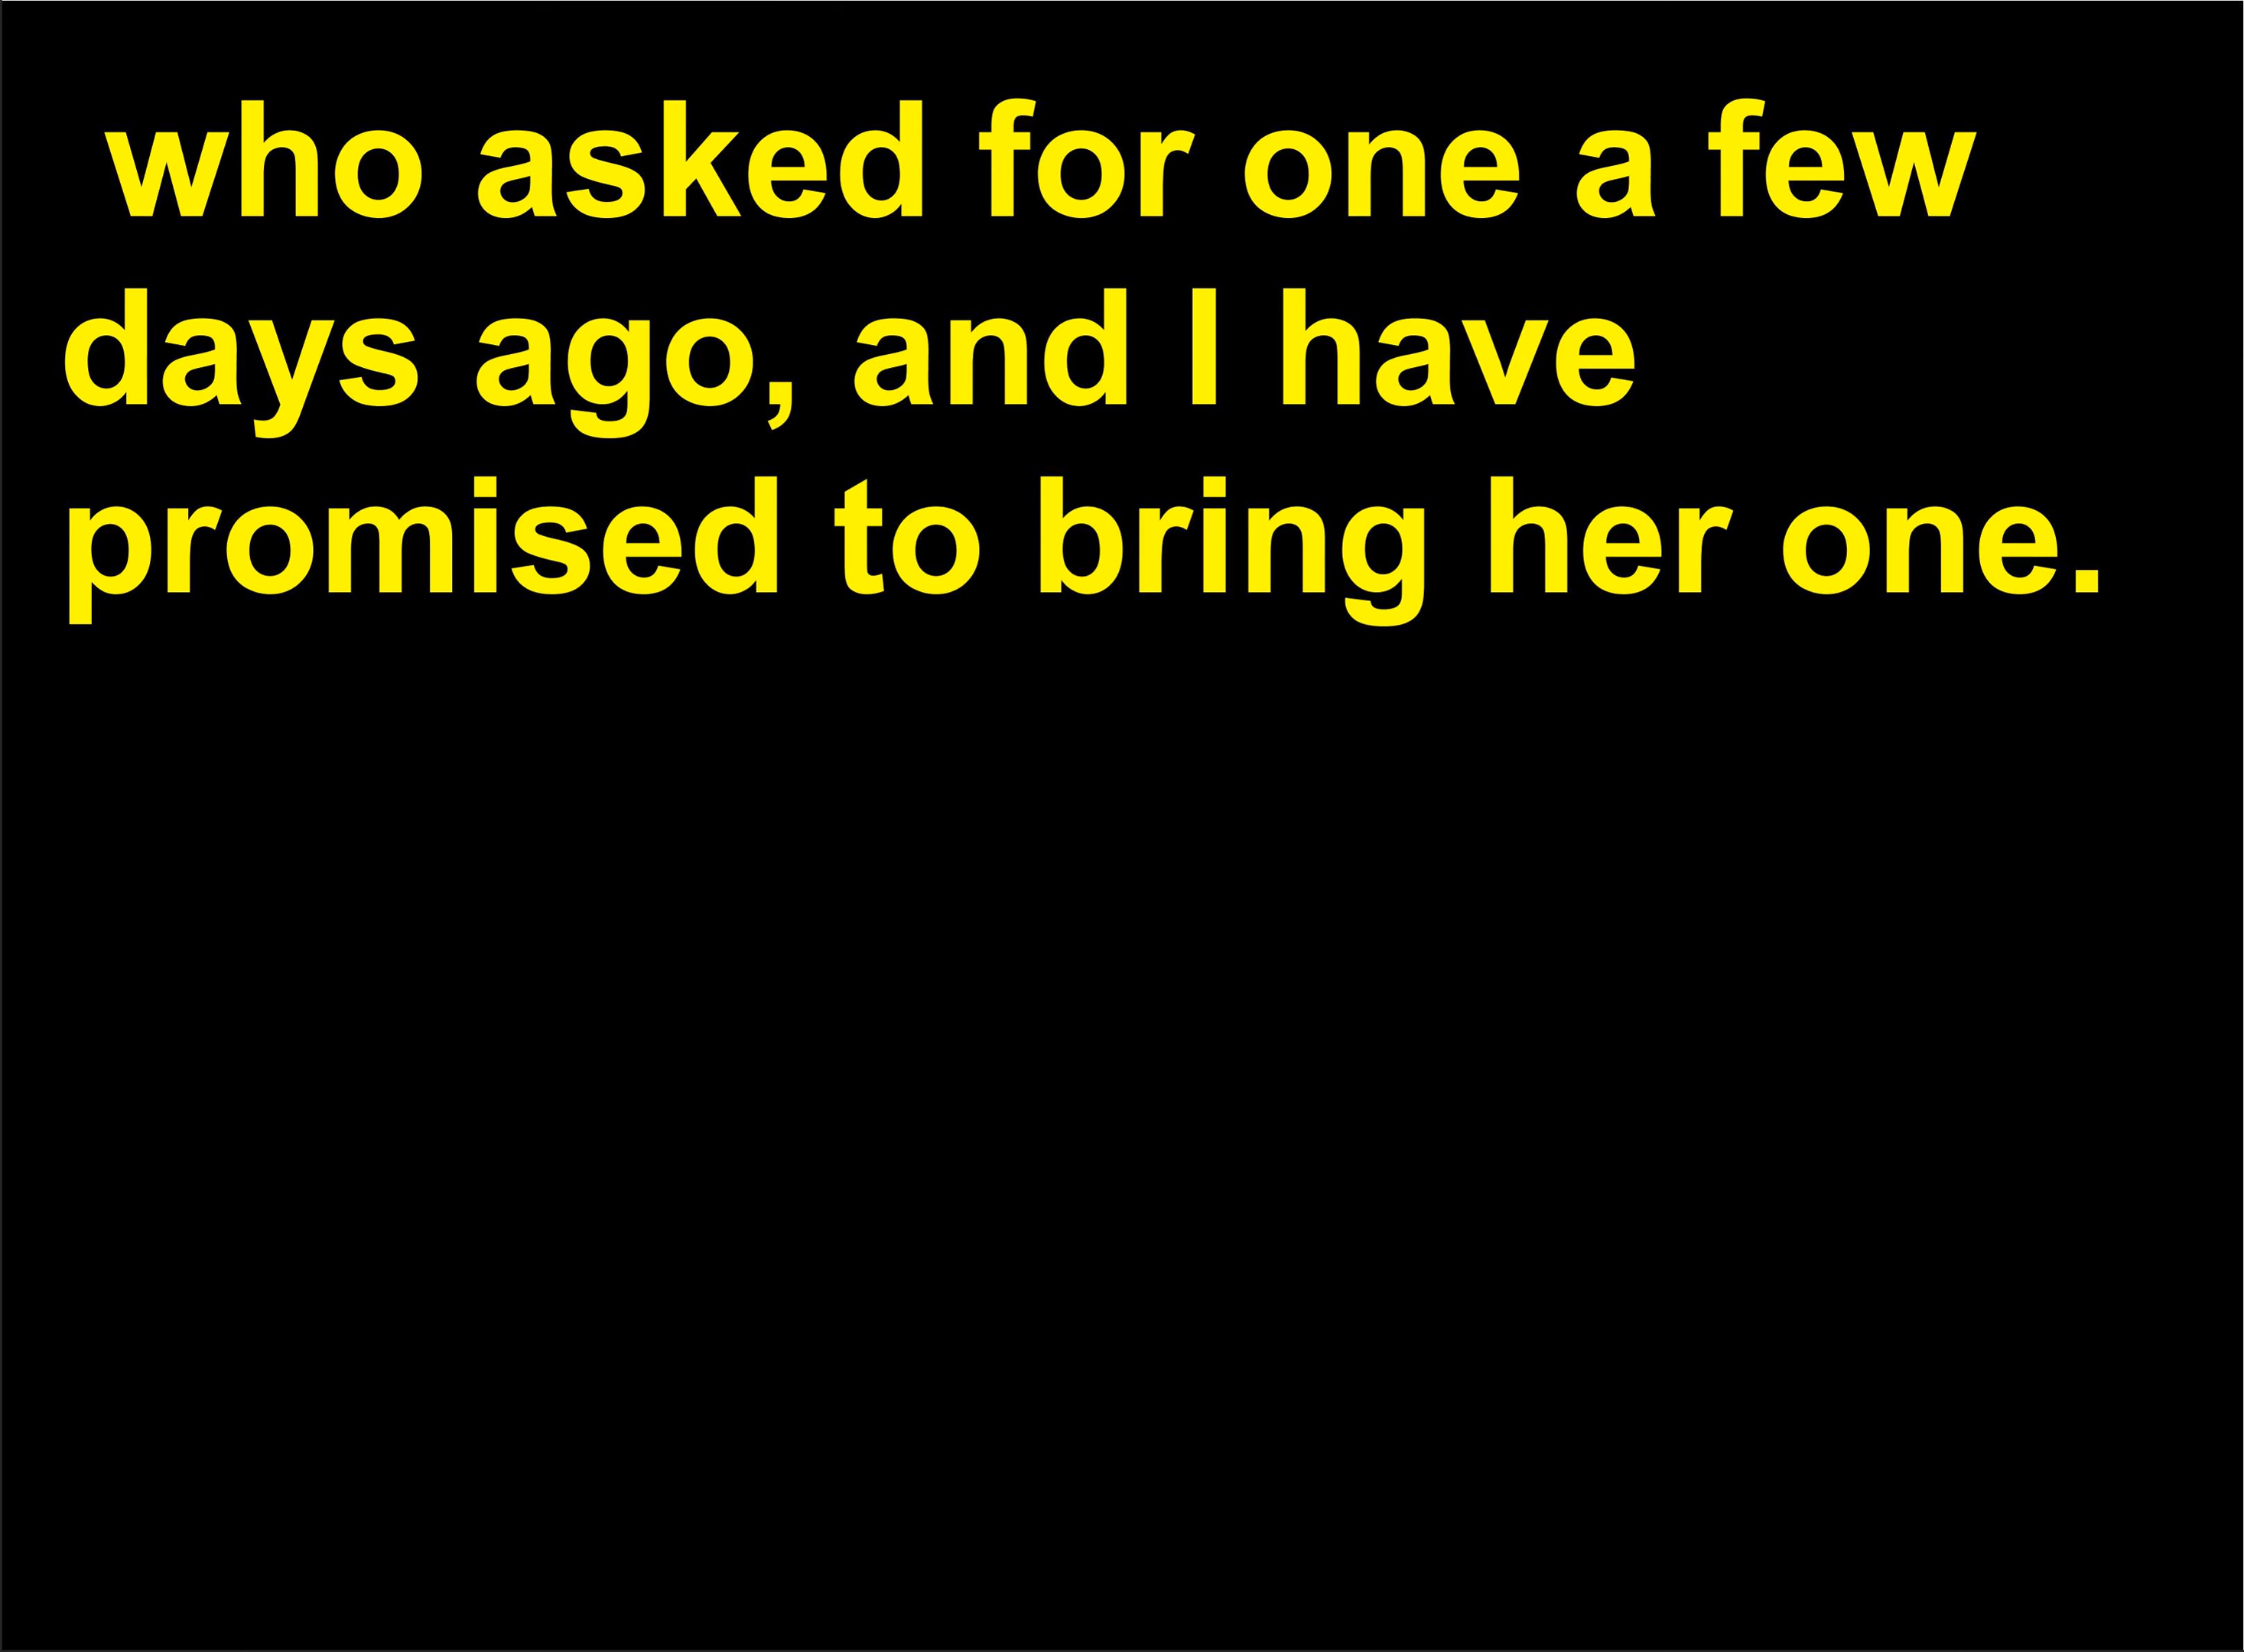 who asked for one a few
days ago, and I have
promised to bring her one.